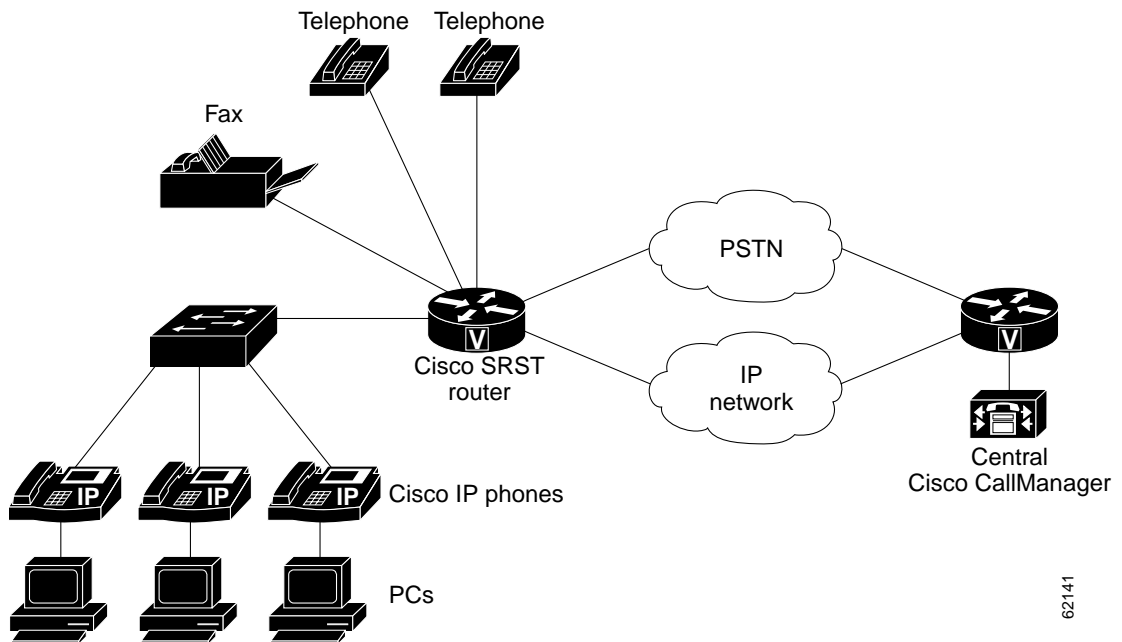 Telephone Telephone
Fax
PSTN
V
V
Cisco SRST
router
IP
network
Central
Cisco CallManager
IP
IP
IP
Cisco IP phones
PCs
62141